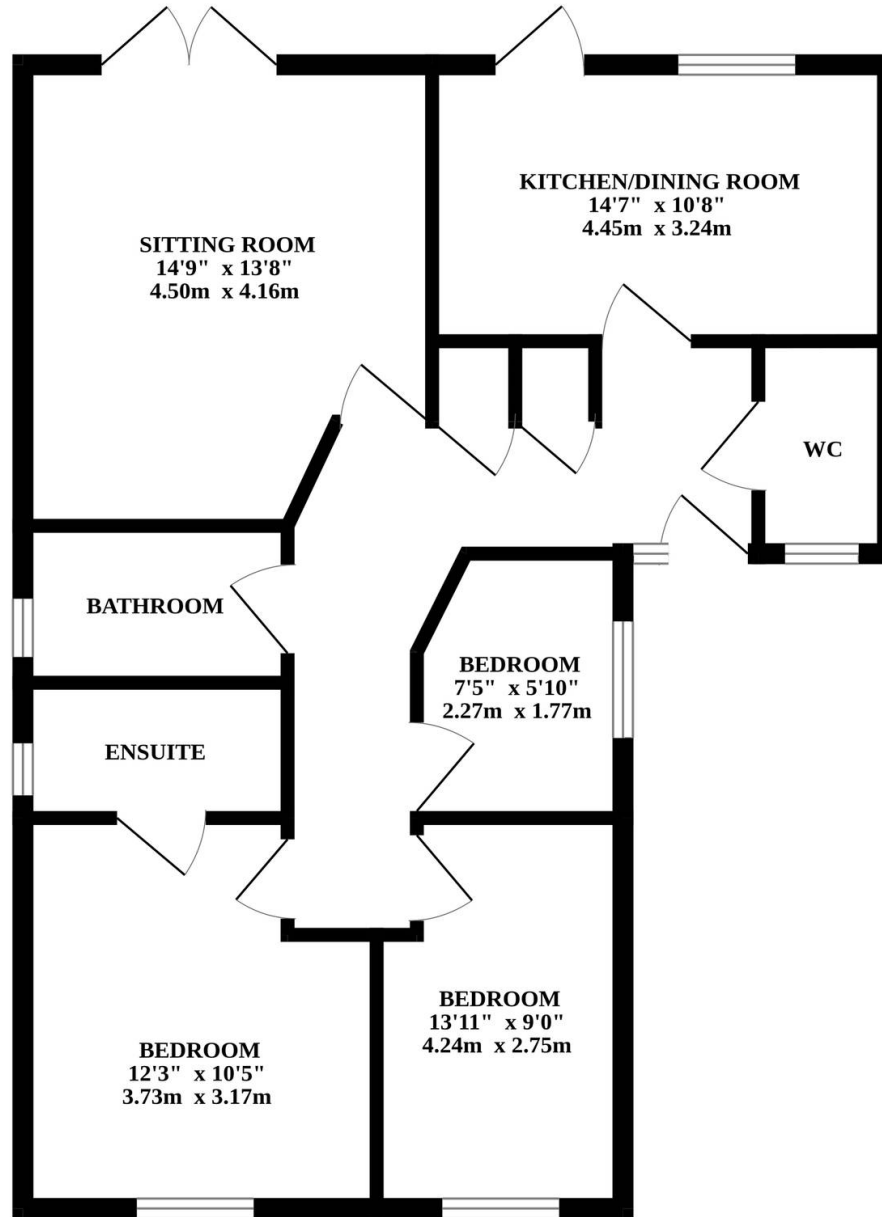 KITCHEN/DINING ROOM
14'7" x 10'8"
4.45m x 3.24m
SITTING ROOM
14'9" x 13'8"
4.50m x 4.16m
WC
BATHROOM
BEDROOM
7'5" x 5'10"
2.27m x 1.77m
ENSUITE
BEDROOM
13'11" x 9'0"
4.24m x 2.75m
BEDROOM
12'3" x 10'5"
3.73m x 3.17m